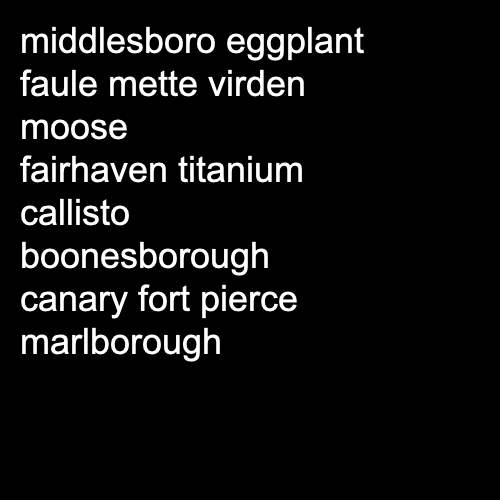 middlesboro eggplant
faule mette virden
moose
fairhaven titanium
callisto
boonesborough
canary fort pierce
marlborough